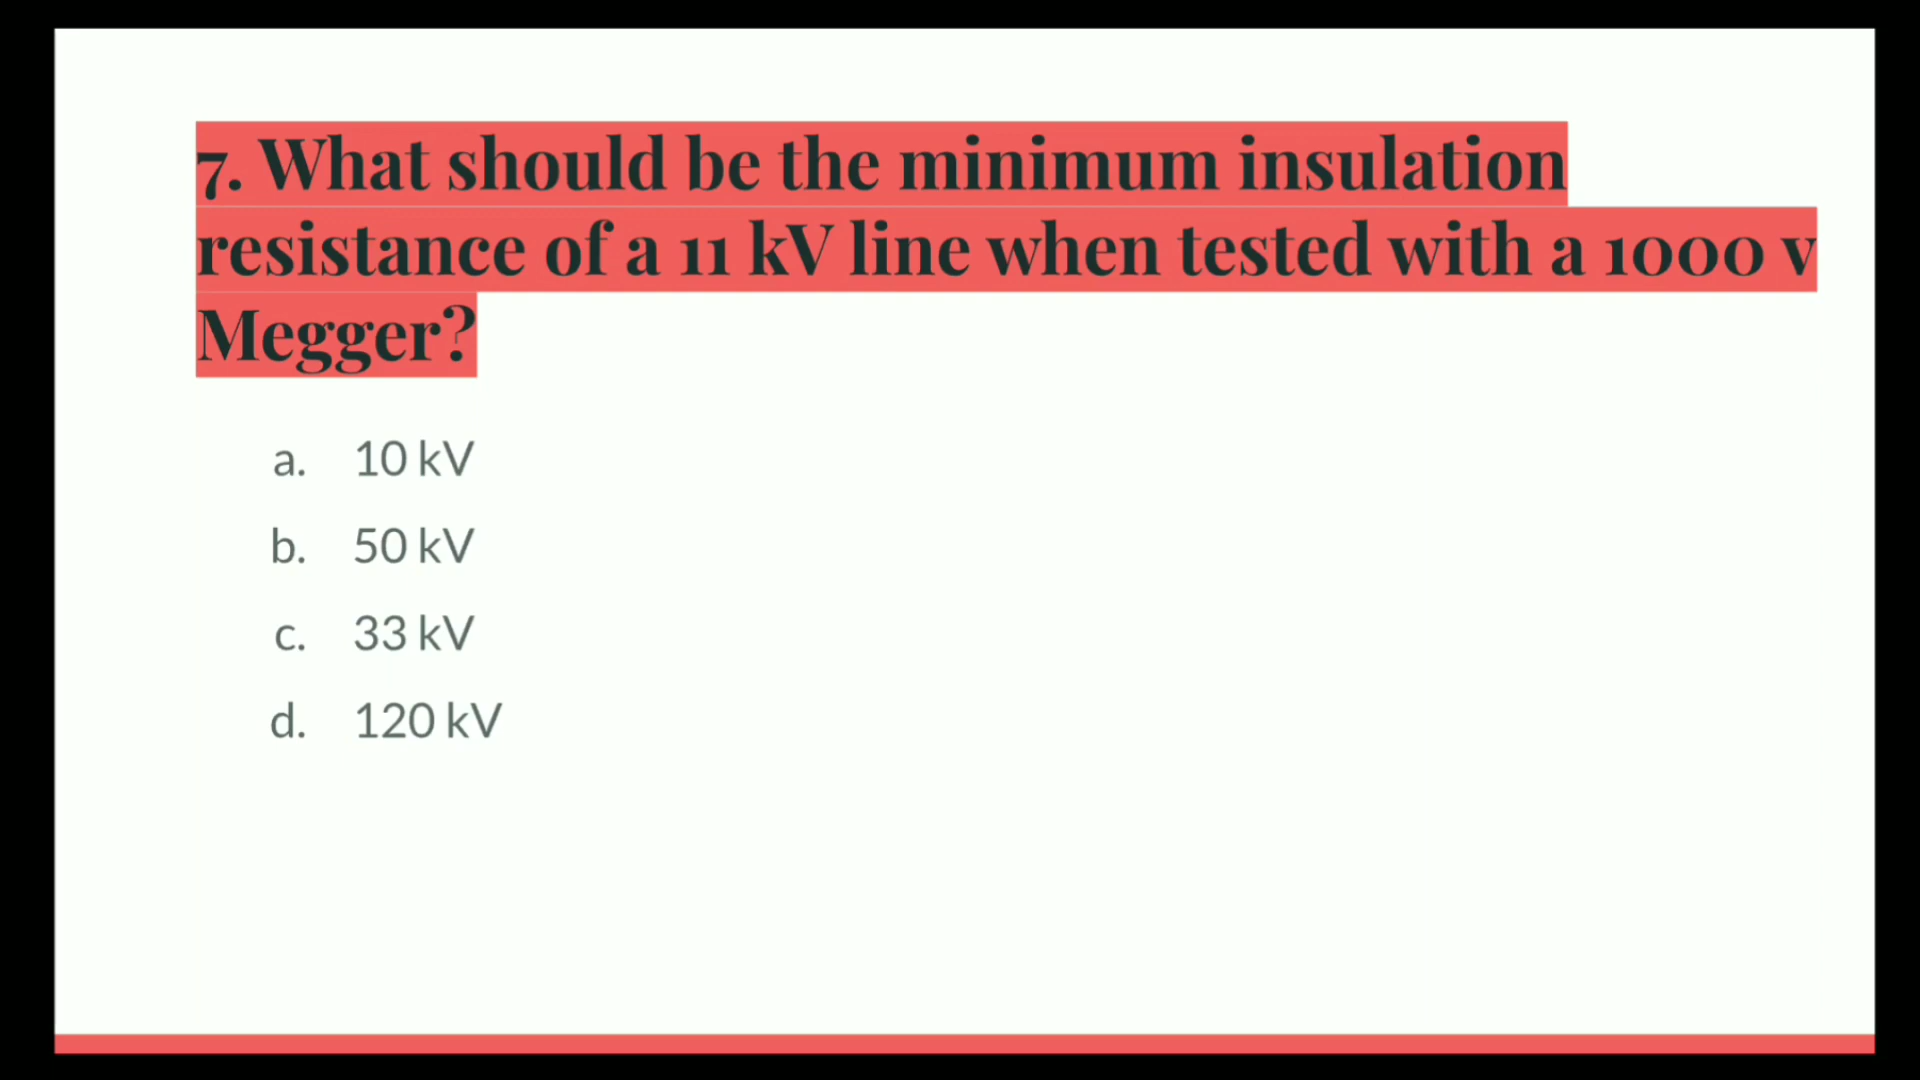 7. What should be the minimum insulation
resistance of a 11 kV line when tested with a 1000 v
Megger?
a. 10 kV
b. 50 kV
c. 33 kV
d. 120 kV